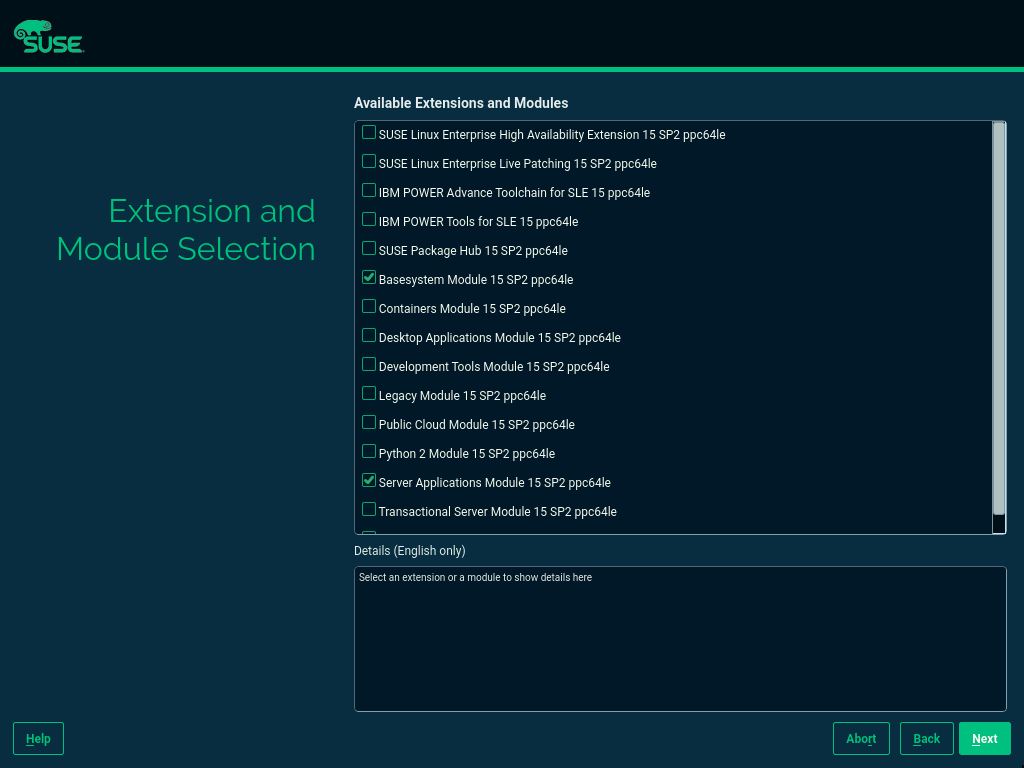 SUSE
Available Extensions and Modules
Extension and
Module Selection
SUSE Linux Enterprise High Availability Extension 15 SP2 ppc64le
SUSE Linux Enterprise Live Patching 15 SP2 ppc64le
IBM POWER Advance Toolchain for SLE 15 ppc64le
IBM POWER Tools for SLE 15 ppc64le
SUSE Package Hub 15 SP2 ppc64le
Basesystem Module 15 SP2 ppc64le
Containers Module 15 SP2 ppc64le
Desktop Applications Module 15 SP2 ppc64le
Development Tools Module 15 SP2 ppc64le
Legacy Module 15 SP2 ppc64le
Public Cloud Module 15 SP2 ppc64le
Python 2 Module 15 SP2 ppc64le
Server Applications Module 15 SP2 ppc64le
Transactional Server Module 15 SP2 ppc64le
Details (English only)
Select an extension or a module to show details here
Help
Abort
Back
Next